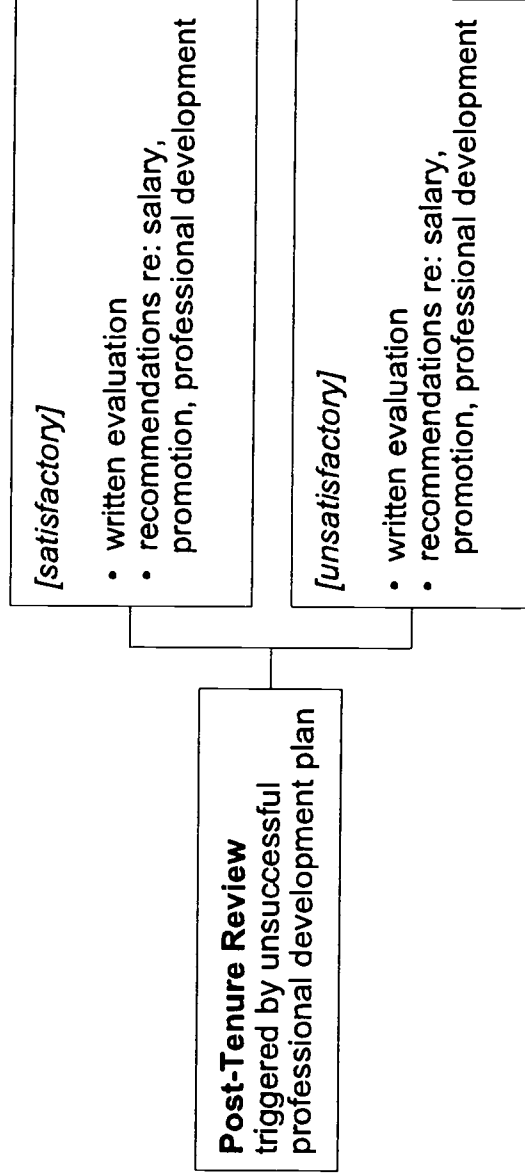 Post-Tenure Review
triggered by unsuccessful
professional development plan
[satisfactory]
• written evaluation
• recommendations re: salary,
promotion, professional development
[unsatisfactory]
• written evaluation
• recommendations re: salary,
promotion, professional development